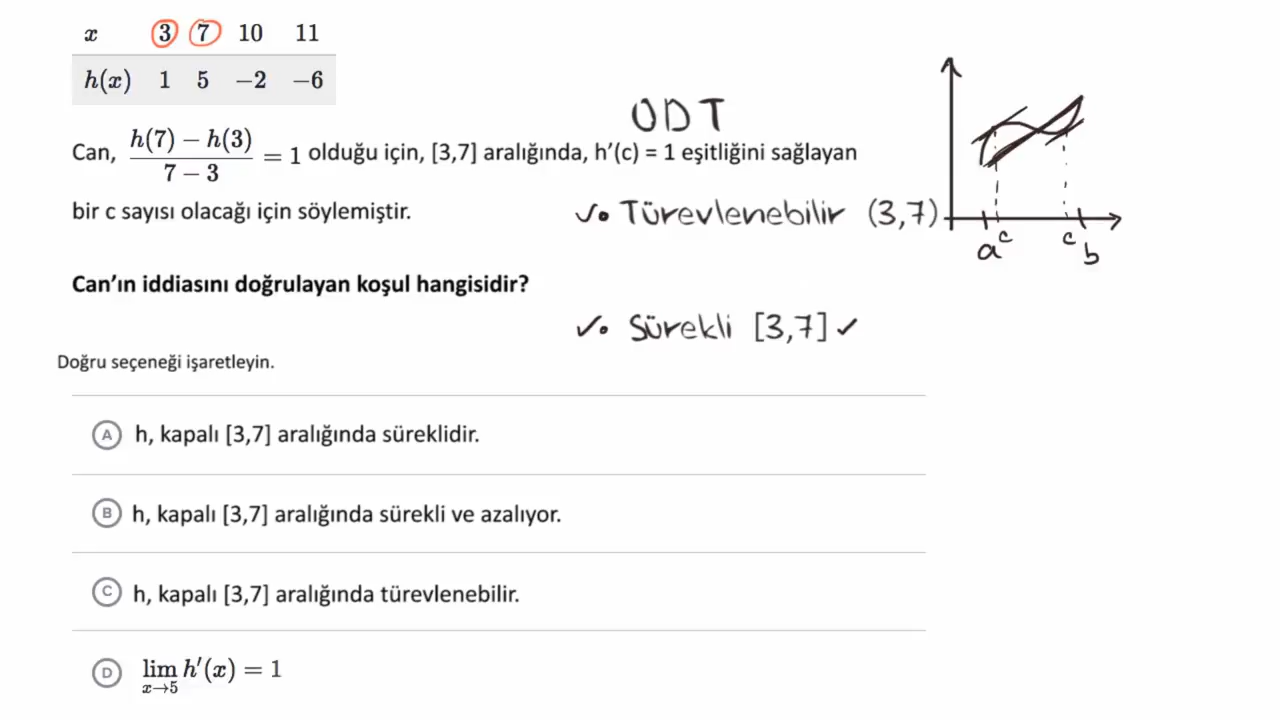 x 3 7 10 11
h(x) 1 5 −2 −6
ODT
Can, h(7) − h(3) / 7 − 3 = 1 olduğu için, [3,7] aralığında, h′(c) = 1 eşitliğini sağlayan
bir c sayısı olacağı için söylemiştir.
✓• Türevlenebilir (3,7)
a c c b
Can’ın iddiasını doğrulayan koşul hangisidir?
✓• Sürekli [3,7] ✓
Doğru seçeneği işaretleyin.
A h, kapalı [3,7] aralığında süreklidir.
B h, kapalı [3,7] aralığında sürekli ve azalıyor.
C h, kapalı [3,7] aralığında türevlenebilir.
D lim x→5 h′(x) = 1